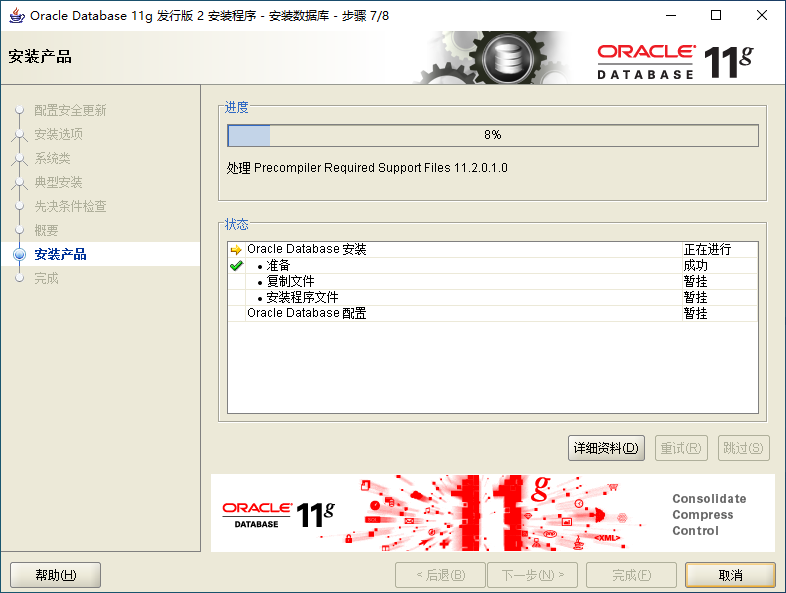 Oracle Database 11g 发行版 2 安装程序 - 安装数据库 - 步骤 7/8
安装产品
ORACLE
DATABASE
11g
配置安全更新
安装选项
系统类
典型安装
先决条件检查
概要
安装产品
完成
进度
8%
处理 Precompiler Required Support Files 11.2.0.1.0
状态
Oracle Database 安装 正在进行
• 准备 成功
• 复制文件 暂挂
• 安装程序文件 暂挂
Oracle Database 配置 暂挂
详细资料(D) 重试(R) 跳过(S)
ORACLE
DATABASE
11g
11g
<XML>
Consolidate
Compress
Control
帮助(H) < 后退(B) 下一步(N) > 完成(F) 取消